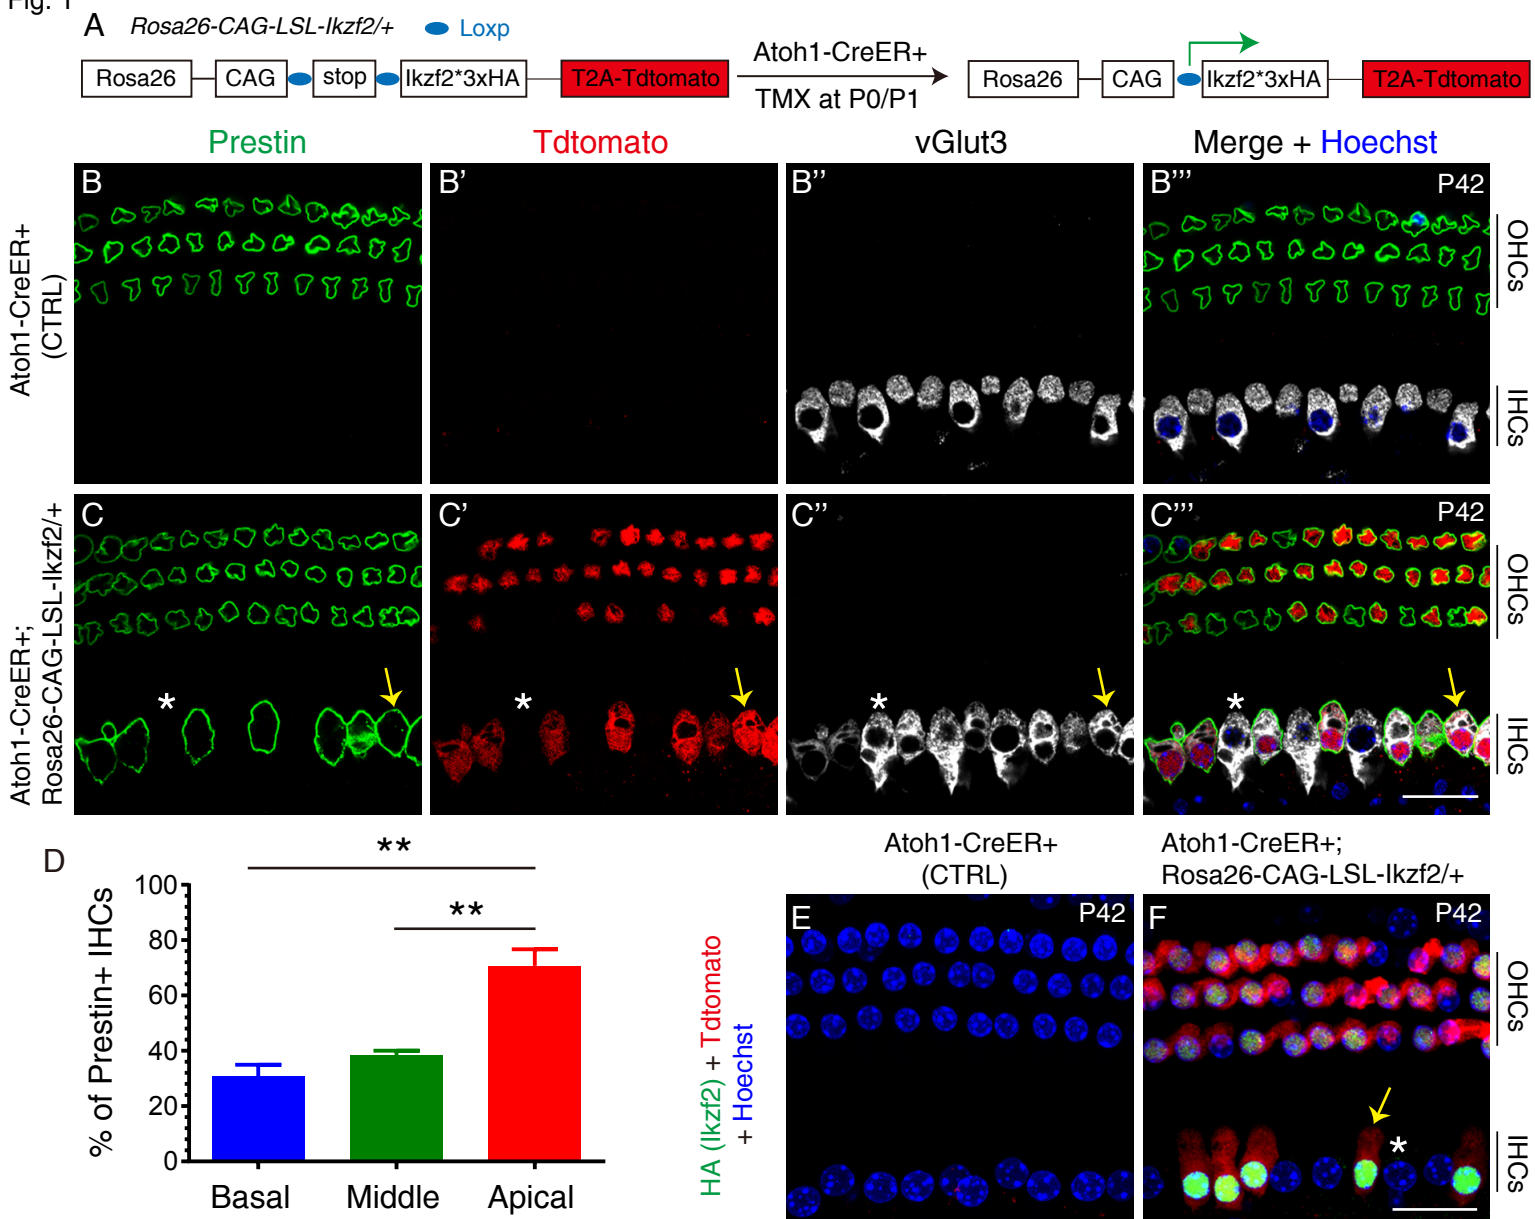 Fig. 1
A Rosa26-CAG-LSL-Ikzf2/+ Loxp
Rosa26 CAG stop Ikzf2*3xHA T2A-Tdtomato
Atoh1-CreER+
TMX at P0/P1
Rosa26 CAG Ikzf2*3xHA T2A-Tdtomato
Prestin Tdtomato vGlut3 Merge + Hoechst
Atoh1-CreER+
(CTRL)
B B' B'' B''' P42
OHCs
IHCs
Atoh1-CreER+;
Rosa26-CAG-LSL-Ikzf2/+
C C' C'' C''' P42
* * * *
OHCs
IHCs
D
% of Prestin+ IHCs
100
80
60
40
20
0
**
**
Basal Middle Apical
HA (Ikzf2) + Tdtomato
+ Hoechst
Atoh1-CreER+
(CTRL)
E P42
Atoh1-CreER+;
Rosa26-CAG-LSL-Ikzf2/+
F P42
*
OHCs
IHCs